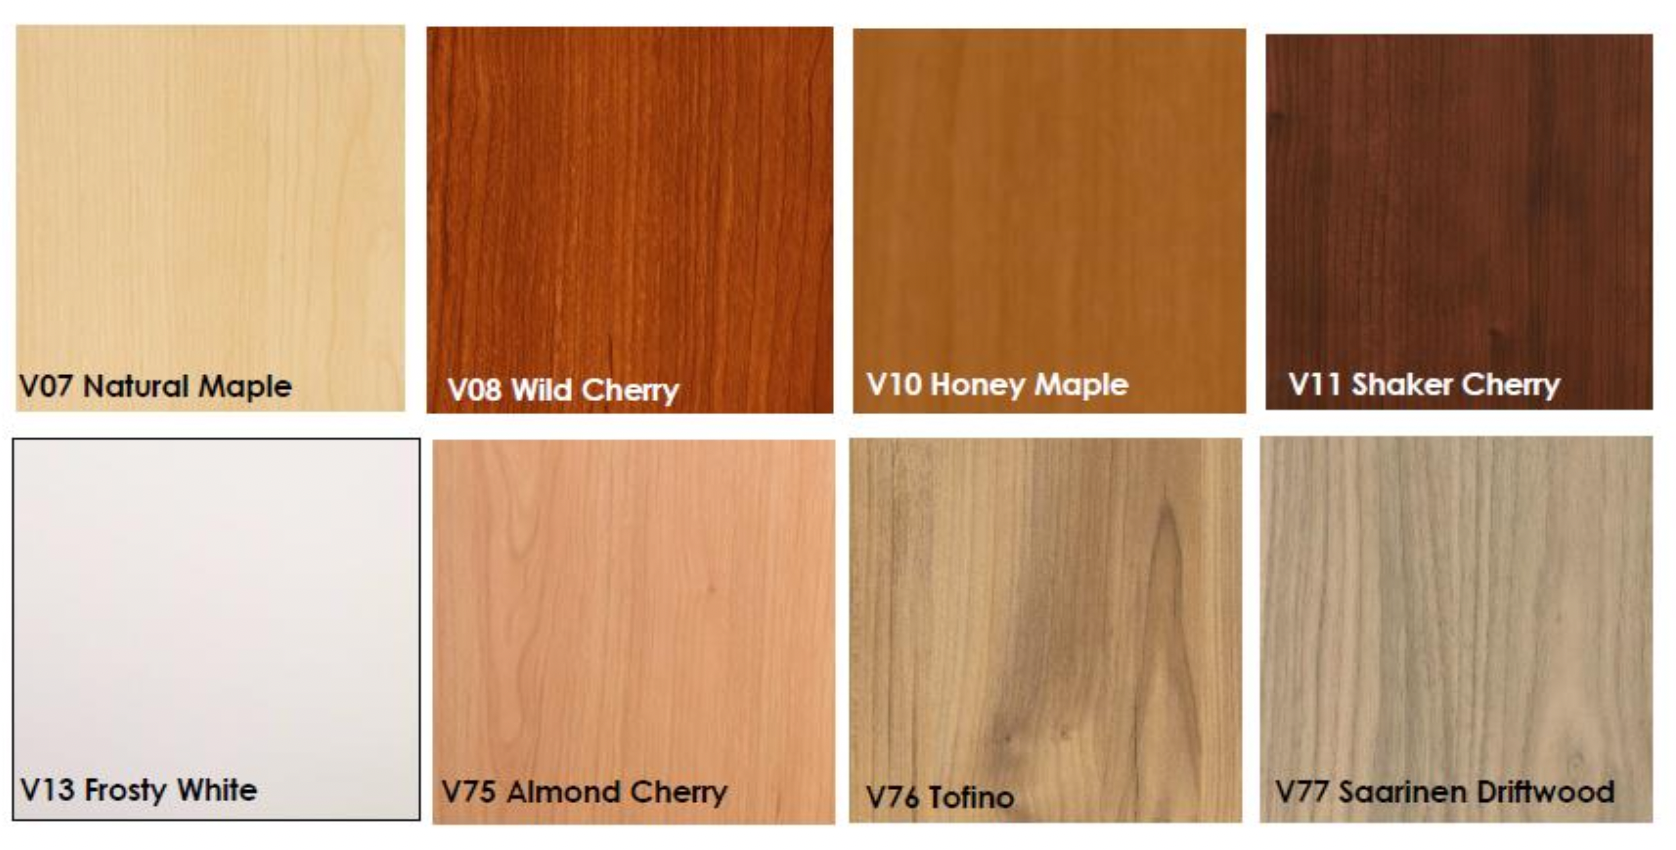 V07 Natural Maple
V08 Wild Cherry
V10 Honey Maple
V11 Shaker Cherry
V13 Frosty White
V75 Almond Cherry
V76 Tofino
V77 Saarinen Driftwood